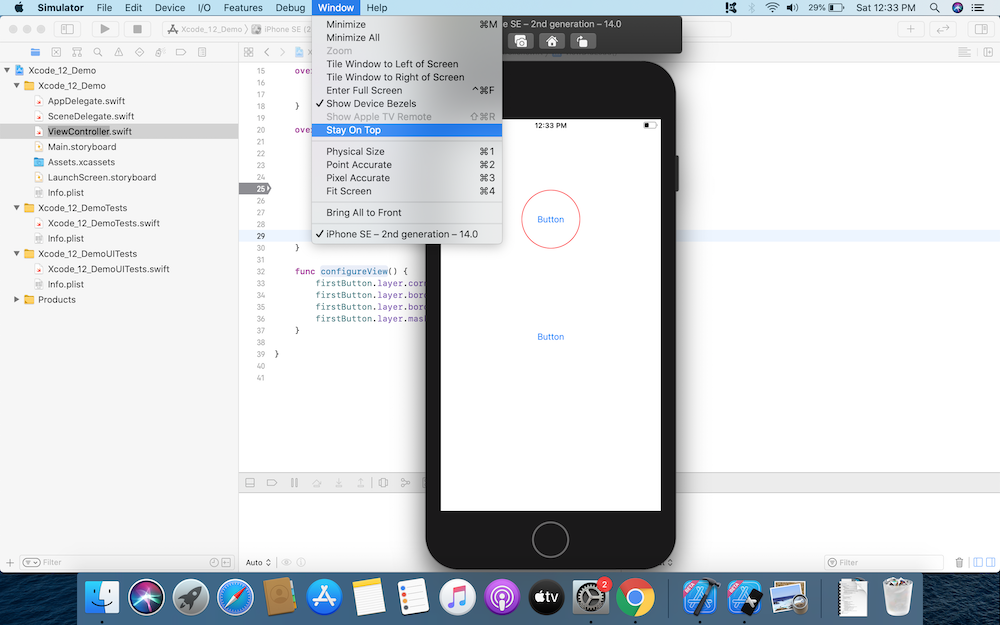 Simulator File Edit View Device I/O Features Debug Window Help 29% Sat 12:33 PM
Xcode_12_Demo iPhone SE (2
Minimize ⌘M
Minimize All
Zoom
Tile Window to Left of Screen
Tile Window to Right of Screen
Enter Full Screen ^⌘F
✓ Show Device Bezels
Show Apple TV Remote ⇧⌘R
Stay On Top
Physical Size ⌘1
Point Accurate ⌘2
Pixel Accurate ⌘3
Fit Screen ⌘4
Bring All to Front
✓ iPhone SE – 2nd generation – 14.0
e SE – 2nd generation – 14.0
Xcode_12_Demo
Xcode_12_Demo
AppDelegate.swift
SceneDelegate.swift
ViewController.swift
Main.storyboard
Assets.xcassets
LaunchScreen.storyboard
Info.plist
Xcode_12_DemoTests
Xcode_12_DemoTests.swift
Info.plist
Xcode_12_DemoUITests
Xcode_12_DemoUITests.swift
Info.plist
Products
15 ove
16
17
18 }
19
20 ove
21
22
23
24
25
26
27
28
29
30 }
31
32 func configureView() {
33 firstButton.layer.corn
34 firstButton.layer.bor
35 firstButton.layer.bor
36 firstButton.layer.mas
37 }
38
39 }
40
41
12:33 PM
Button
Button
Filter
Auto
Filter
tv
2